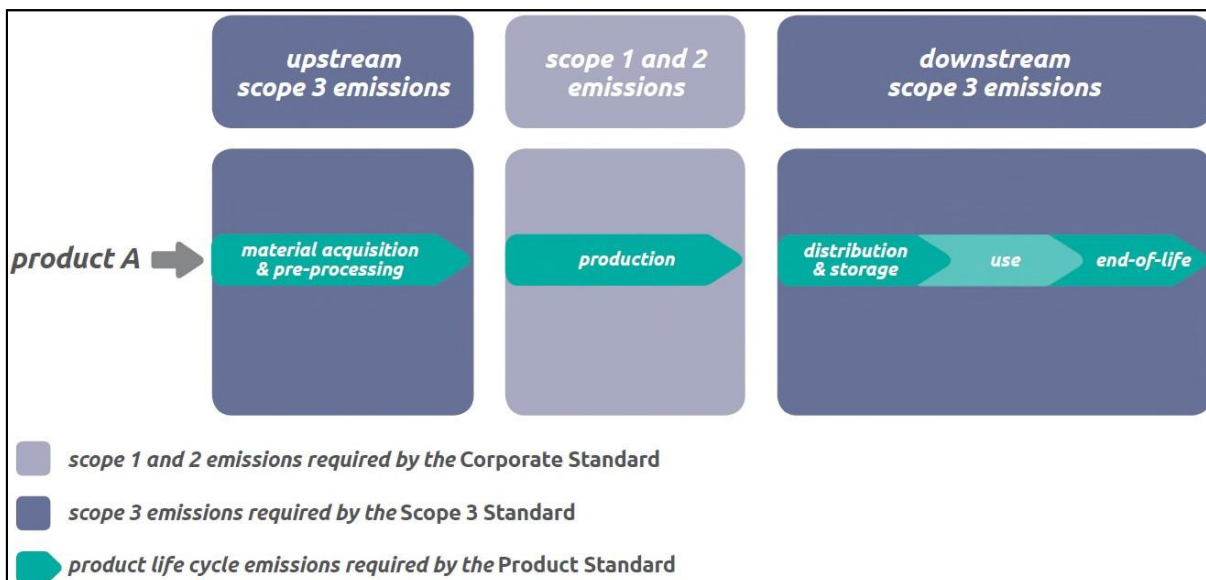 upstream
scope 3 emissions
scope 1 and 2
emissions
downstream
scope 3 emissions
product A
material acquisition
& pre-processing
production
distribution
& storage
use
end-of-life
scope 1 and 2 emissions required by the Corporate Standard
scope 3 emissions required by the Scope 3 Standard
product life cycle emissions required by the Product Standard